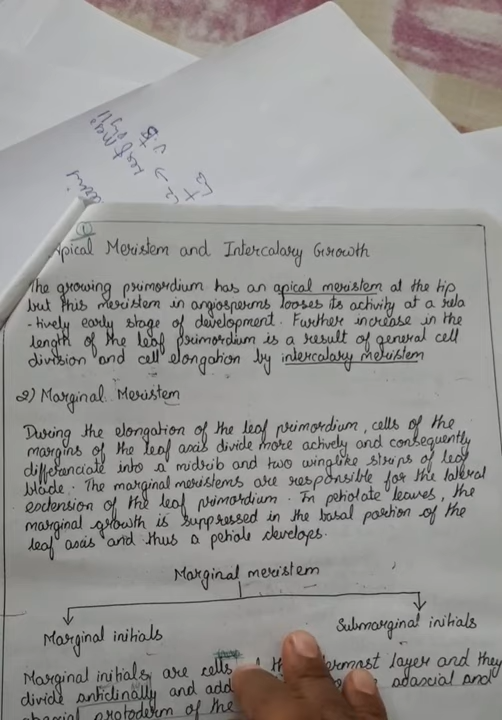 ①
Apical Meristem and Intercalary Growth
The growing primordium has an apical meristem at the tip
but this meristem in angiosperms looses its activity at a rela
-tively early stage of development. Further increase in the
length of the leaf primordium is a result of general cell
division and cell elongation by intercalary meristem
2) Marginal Meristem
During the elongation of the leaf primordium, cells of the
margins of the leaf axis divide more actively and consequently
differenciate into a midrib and two winglike strips of leaf
blade. The marginal meristems are responsible for the lateral
extension of the leaf primordium. In petiolate leaves, the
marginal growth is suppressed in the basal portion of the
leaf axis and thus a petiole develops.
Marginal meristem
Marginal initials
Submarginal initials
Marginal initials are cells layer and they
divide anticlinally and add adaxial and
protoderm of the